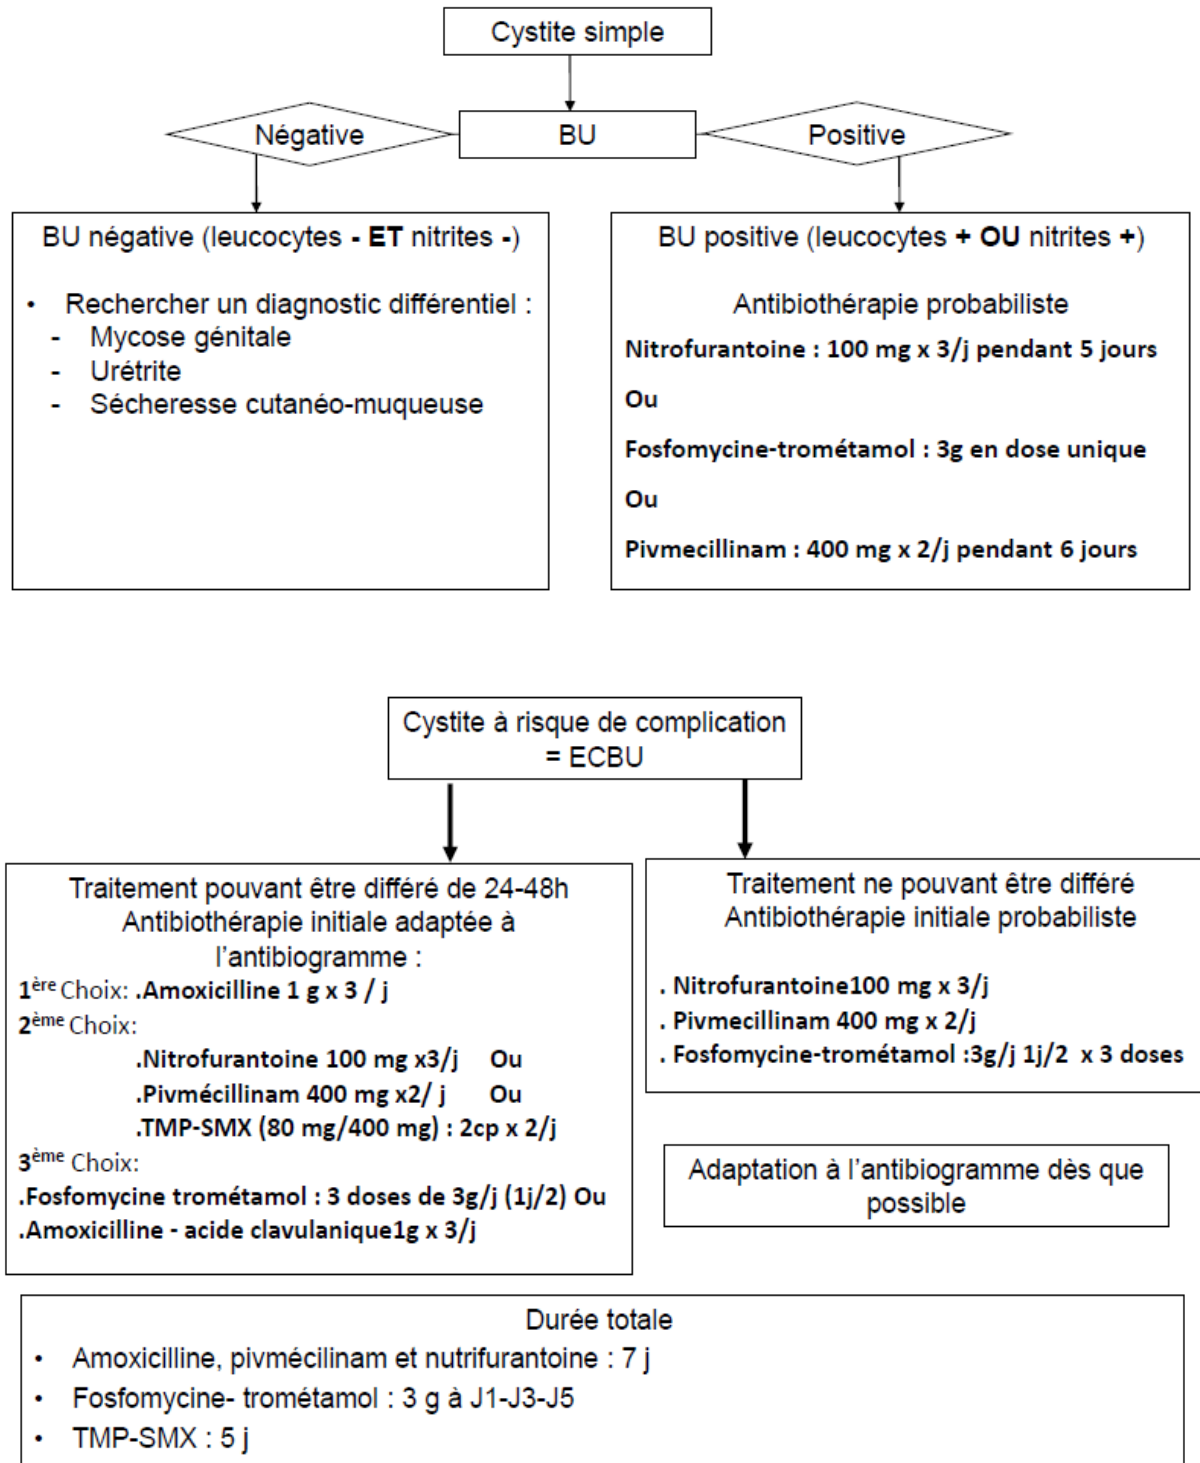 Cystite simple
Négative
BU
Positive
BU négative (leucocytes - ET nitrites -)
• Rechercher un diagnostic différentiel :
- Mycose génitale
- Urétrite
- Sécheresse cutanéo-muqueuse
BU positive (leucocytes + OU nitrites +)
Antibiothérapie probabiliste
Nitrofurantoine : 100 mg x 3/j pendant 5 jours
Ou
Fosfomycine-trométamol : 3g en dose unique
Ou
Pivmecillinam : 400 mg x 2/j pendant 6 jours
Cystite à risque de complication
= ECBU
Traitement pouvant être différé de 24-48h
Antibiothérapie initiale adaptée à
l’antibiogramme :
1ère Choix: .Amoxicilline 1 g x 3 / j
2ème Choix:
.Nitrofurantoine 100 mg x3/j Ou
.Pivmécillinam 400 mg x2/ j Ou
.TMP-SMX (80 mg/400 mg) : 2cp x 2/j
3ème Choix:
.Fosfomycine trométamol : 3 doses de 3g/j (1j/2) Ou
.Amoxicilline - acide clavulanique1g x 3/j
Traitement ne pouvant être différé
Antibiothérapie initiale probabiliste
. Nitrofurantoine100 mg x 3/j
. Pivmecillinam 400 mg x 2/j
. Fosfomycine-trométamol :3g/j 1j/2 x 3 doses
Adaptation à l’antibiogramme dès que
possible
Durée totale
• Amoxicilline, pivmécilinam et nutrifurantoine : 7 j
• Fosfomycine- trométamol : 3 g à J1-J3-J5
• TMP-SMX : 5 j